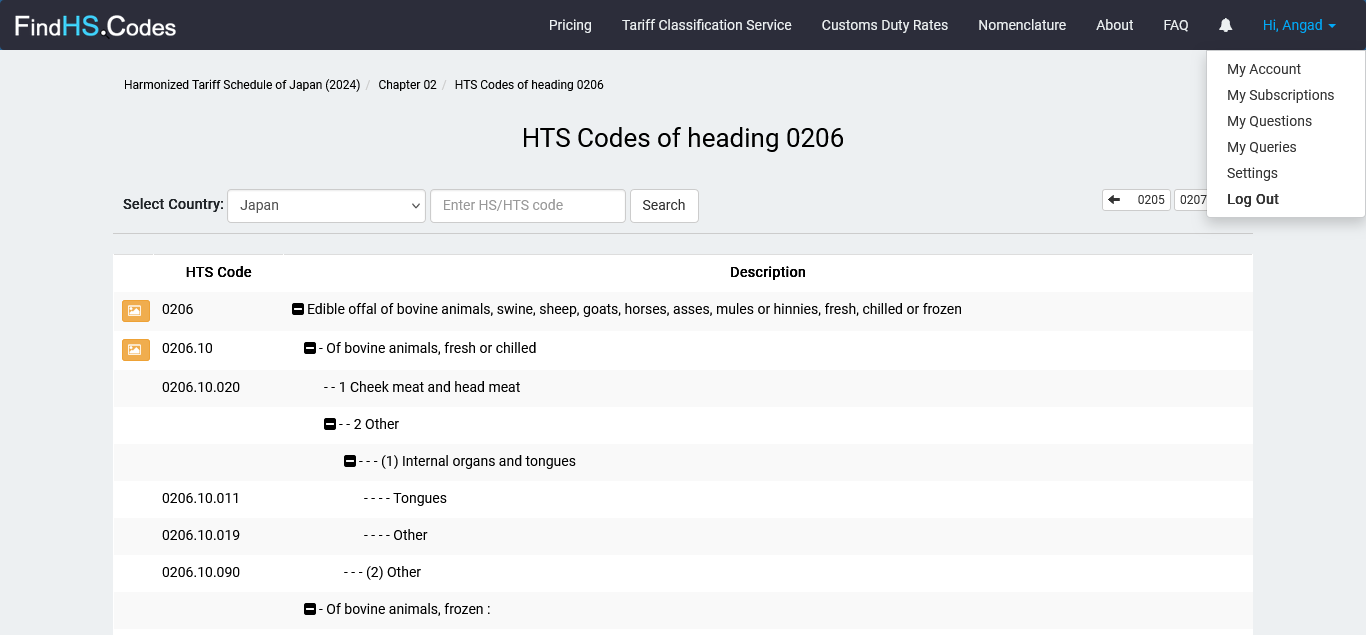 FindHS.Codes
Pricing Tariff Classification Service Customs Duty Rates Nomenclature About FAQ Hi, Angad
My Account
My Subscriptions
My Questions
My Queries
Settings
Log Out
Harmonized Tariff Schedule of Japan (2024) / Chapter 02 / HTS Codes of heading 0206
HTS Codes of heading 0206
Select Country: Japan Enter HS/HTS code Search 0205 0207
HTS Code Description
0206 Edible offal of bovine animals, swine, sheep, goats, horses, asses, mules or hinnies, fresh, chilled or frozen
0206.10 - Of bovine animals, fresh or chilled
0206.10.020 - - 1 Cheek meat and head meat
- - 2 Other
- - - (1) Internal organs and tongues
0206.10.011 - - - - Tongues
0206.10.019 - - - - Other
0206.10.090 - - - (2) Other
- Of bovine animals, frozen :